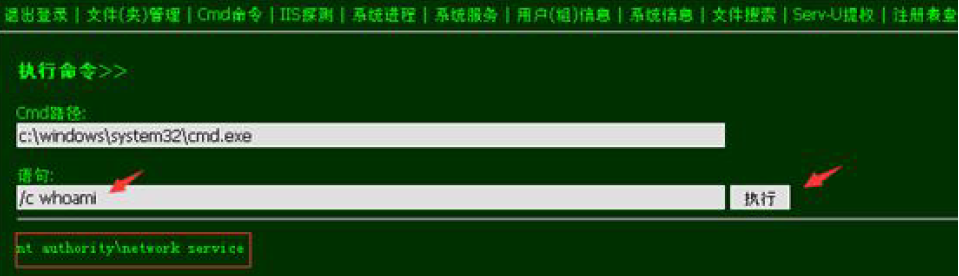 退出登录 | 文件(夹)管理 | Cmd命令 | IIS探测 | 系统进程 | 系统服务 | 用户(组)信息 | 系统信息 | 文件搜索 | Serv-U提权 | 注册表查
执行命令>>
Cmd路径:
c:\windows\system32\cmd.exe
语句:
/c whoami 执行
nt authority\network service